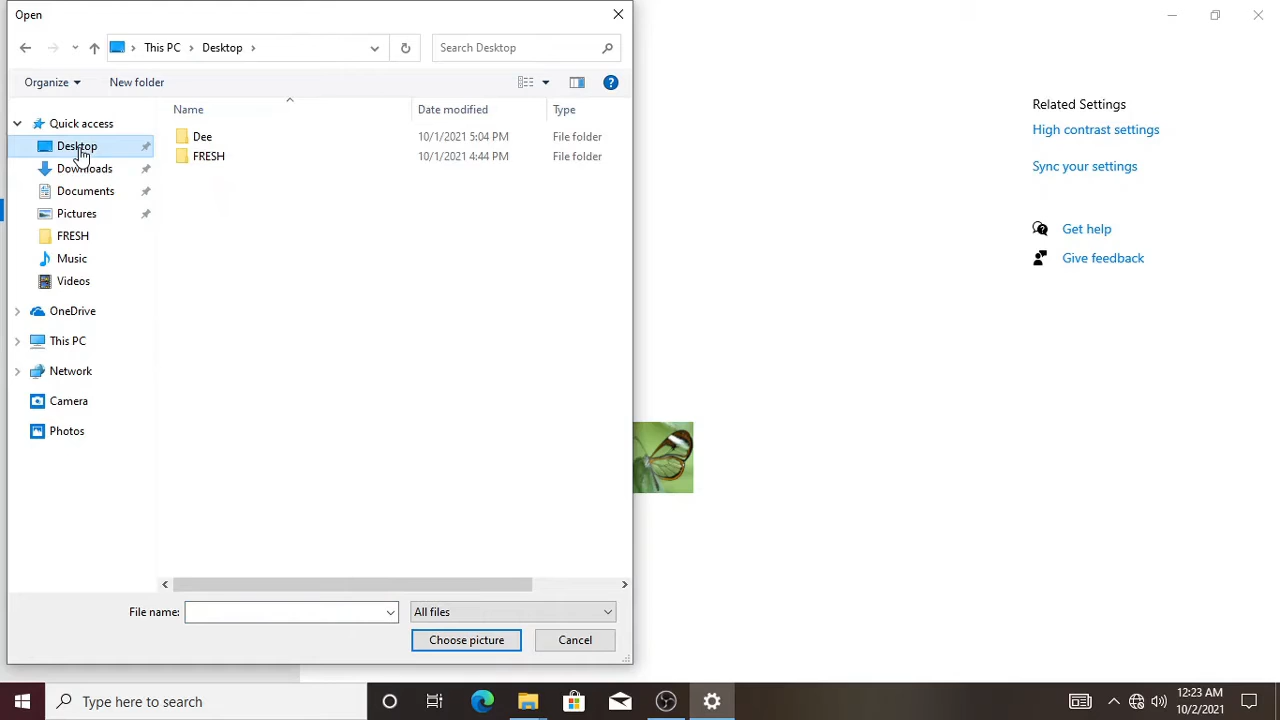 Open
This PC
Desktop
Search Desktop
Organize
New folder
Name
Date modified
Type
Quick access
Desktop
Downloads
Documents
Pictures
FRESH
Music
Videos
OneDrive
This PC
Network
Camera
Photos
Dee 10/1/2021 5:04 PM File folder
FRESH 10/1/2021 4:44 PM File folder
File name:
All files
Choose picture
Cancel
Related Settings
High contrast settings
Sync your settings
Get help
Give feedback
Type here to search
12:23 AM
10/2/2021